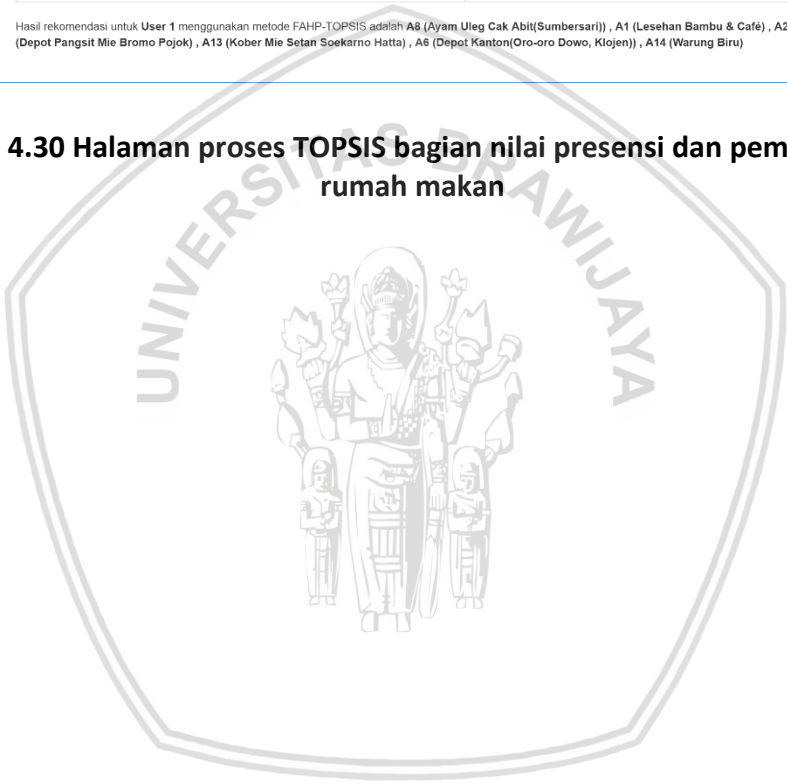 Hasil rekomendasi untuk User 1 menggunakan metode FAHP-TOPSIS adalah A8 (Ayam Uleg Cak Abit(Sumbersari)) , A1 (Lesehan Bambu & Café) , A2
(Depot Pangsit Mie Bromo Pojok) , A13 (Kober Mie Setan Soekarno Hatta) , A6 (Depot Kanton(Oro-oro Dowo, Klojen)) , A14 (Warung Biru)
4.30 Halaman proses TOPSIS bagian nilai presensi dan pem
rumah makan
UNIVERSITAS BRAWIJAYA